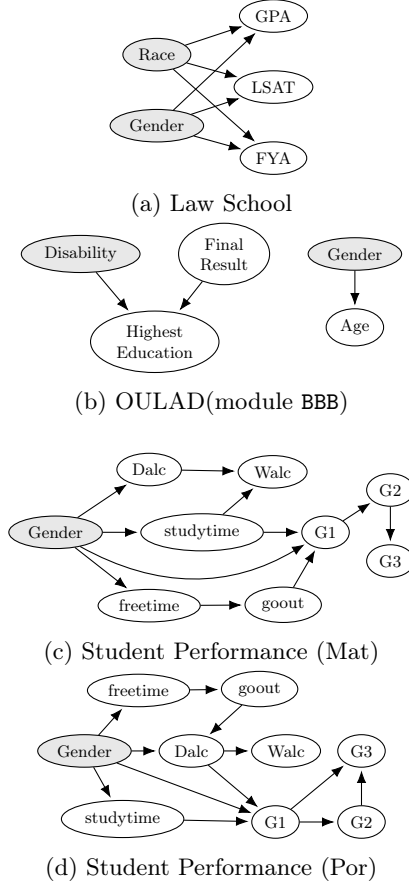 GPA
Race
LSAT
Gender
FYA
(a) Law School
Disability
Final
Result
Gender
Highest
Education
Age
(b) OULAD(module BBB)
Dalc
Walc
G2
Gender
studytime
G1
G3
freetime
goout
(c) Student Performance (Mat)
freetime
goout
Gender
Dalc
Walc
G3
studytime
G1
G2
(d) Student Performance (Por)